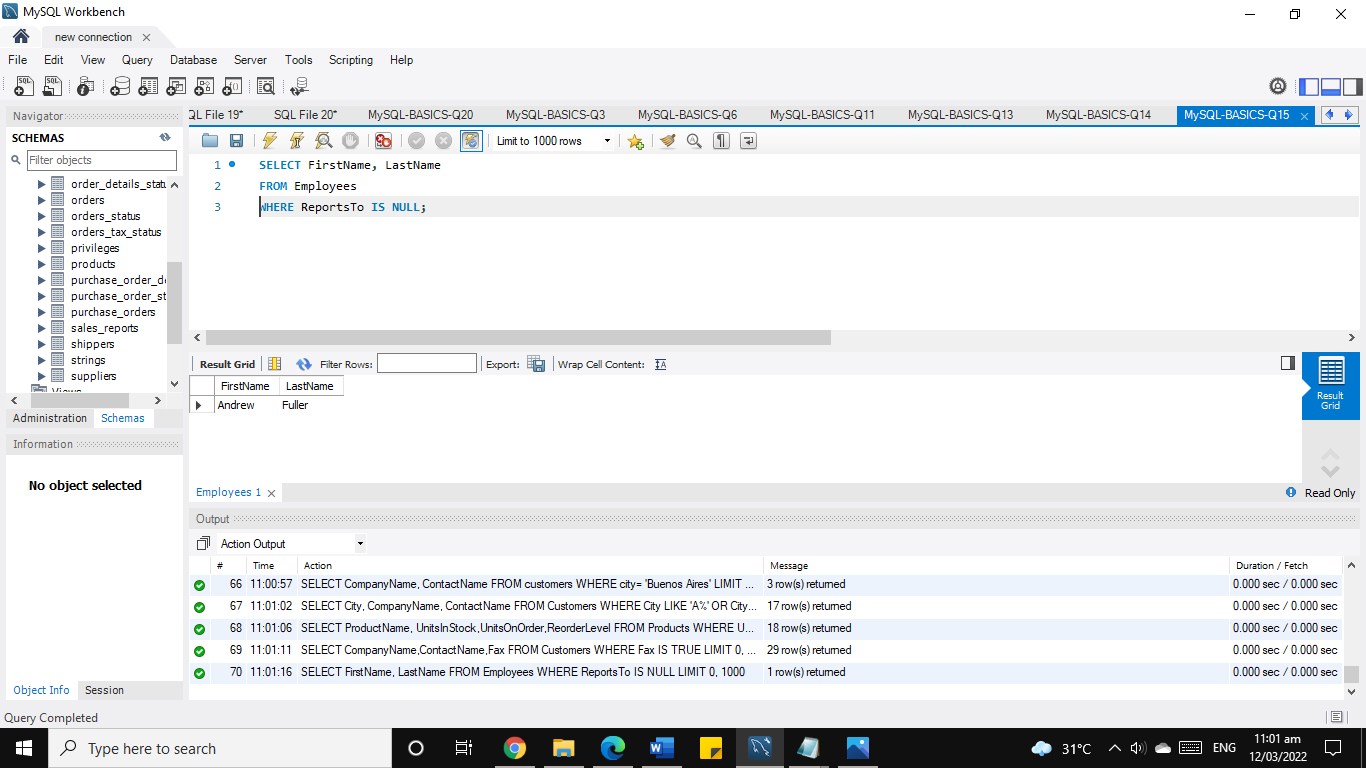 MySQL Workbench
new connection
File Edit View Query Database Server Tools Scripting Help
Navigator
SCHEMAS
Filter objects
order_details_statu
orders
orders_status
orders_tax_status
privileges
products
purchase_order_de
purchase_order_st
purchase_orders
sales_reports
shippers
strings
suppliers
Views
Administration Schemas
Information
No object selected
Object Info Session
QL File 19* SQL File 20* MySQL-BASICS-Q20 MySQL-BASICS-Q3 MySQL-BASICS-Q6 MySQL-BASICS-Q11 MySQL-BASICS-Q13 MySQL-BASICS-Q14 MySQL-BASICS-Q15
Limit to 1000 rows
1 SELECT FirstName, LastName
2 FROM Employees
3 WHERE ReportsTo IS NULL;
Result Grid Filter Rows: Export: Wrap Cell Content:
FirstName LastName
Andrew Fuller
Result
Grid
Employees 1 Read Only
Output
Action Output
# Time Action Message Duration / Fetch
66 11:00:57 SELECT CompanyName, ContactName FROM customers WHERE city= 'Buenos Aires' LIMIT ... 3 row(s) returned 0.000 sec / 0.000 sec
67 11:01:02 SELECT City, CompanyName, ContactName FROM Customers WHERE City LIKE 'A%' OR City... 17 row(s) returned 0.000 sec / 0.000 sec
68 11:01:06 SELECT ProductName, UnitsInStock,UnitsOnOrder,ReorderLevel FROM Products WHERE U... 18 row(s) returned 0.000 sec / 0.000 sec
69 11:01:11 SELECT CompanyName,ContactName,Fax FROM Customers WHERE Fax IS TRUE LIMIT 0, ... 29 row(s) returned 0.000 sec / 0.000 sec
70 11:01:16 SELECT FirstName, LastName FROM Employees WHERE ReportsTo IS NULL LIMIT 0, 1000 1 row(s) returned 0.000 sec / 0.000 sec
Query Completed
Type here to search
31°C ENG
11:01 am
12/03/2022